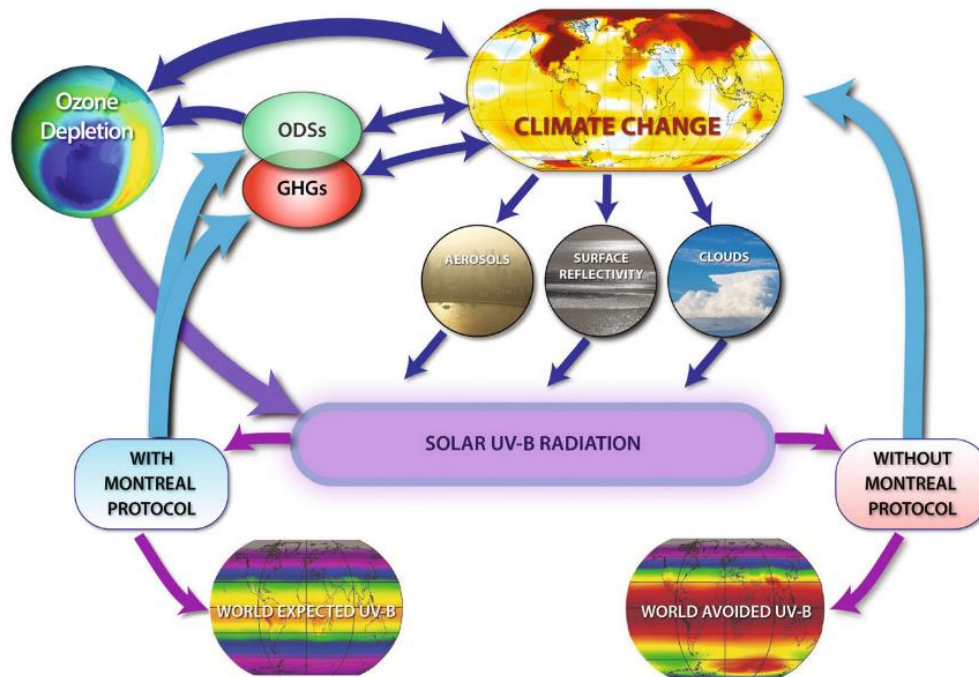 Ozone
Depletion
ODSs
GHGs
CLIMATE CHANGE
AEROSOLS
SURFACE
REFLECTIVITY
CLOUDS
SOLAR UV-B RADIATION
WITH
MONTREAL
PROTOCOL
WITHOUT
MONTREAL
PROTOCOL
WORLD EXPECTED UV-B
WORLD AVOIDED UV-B